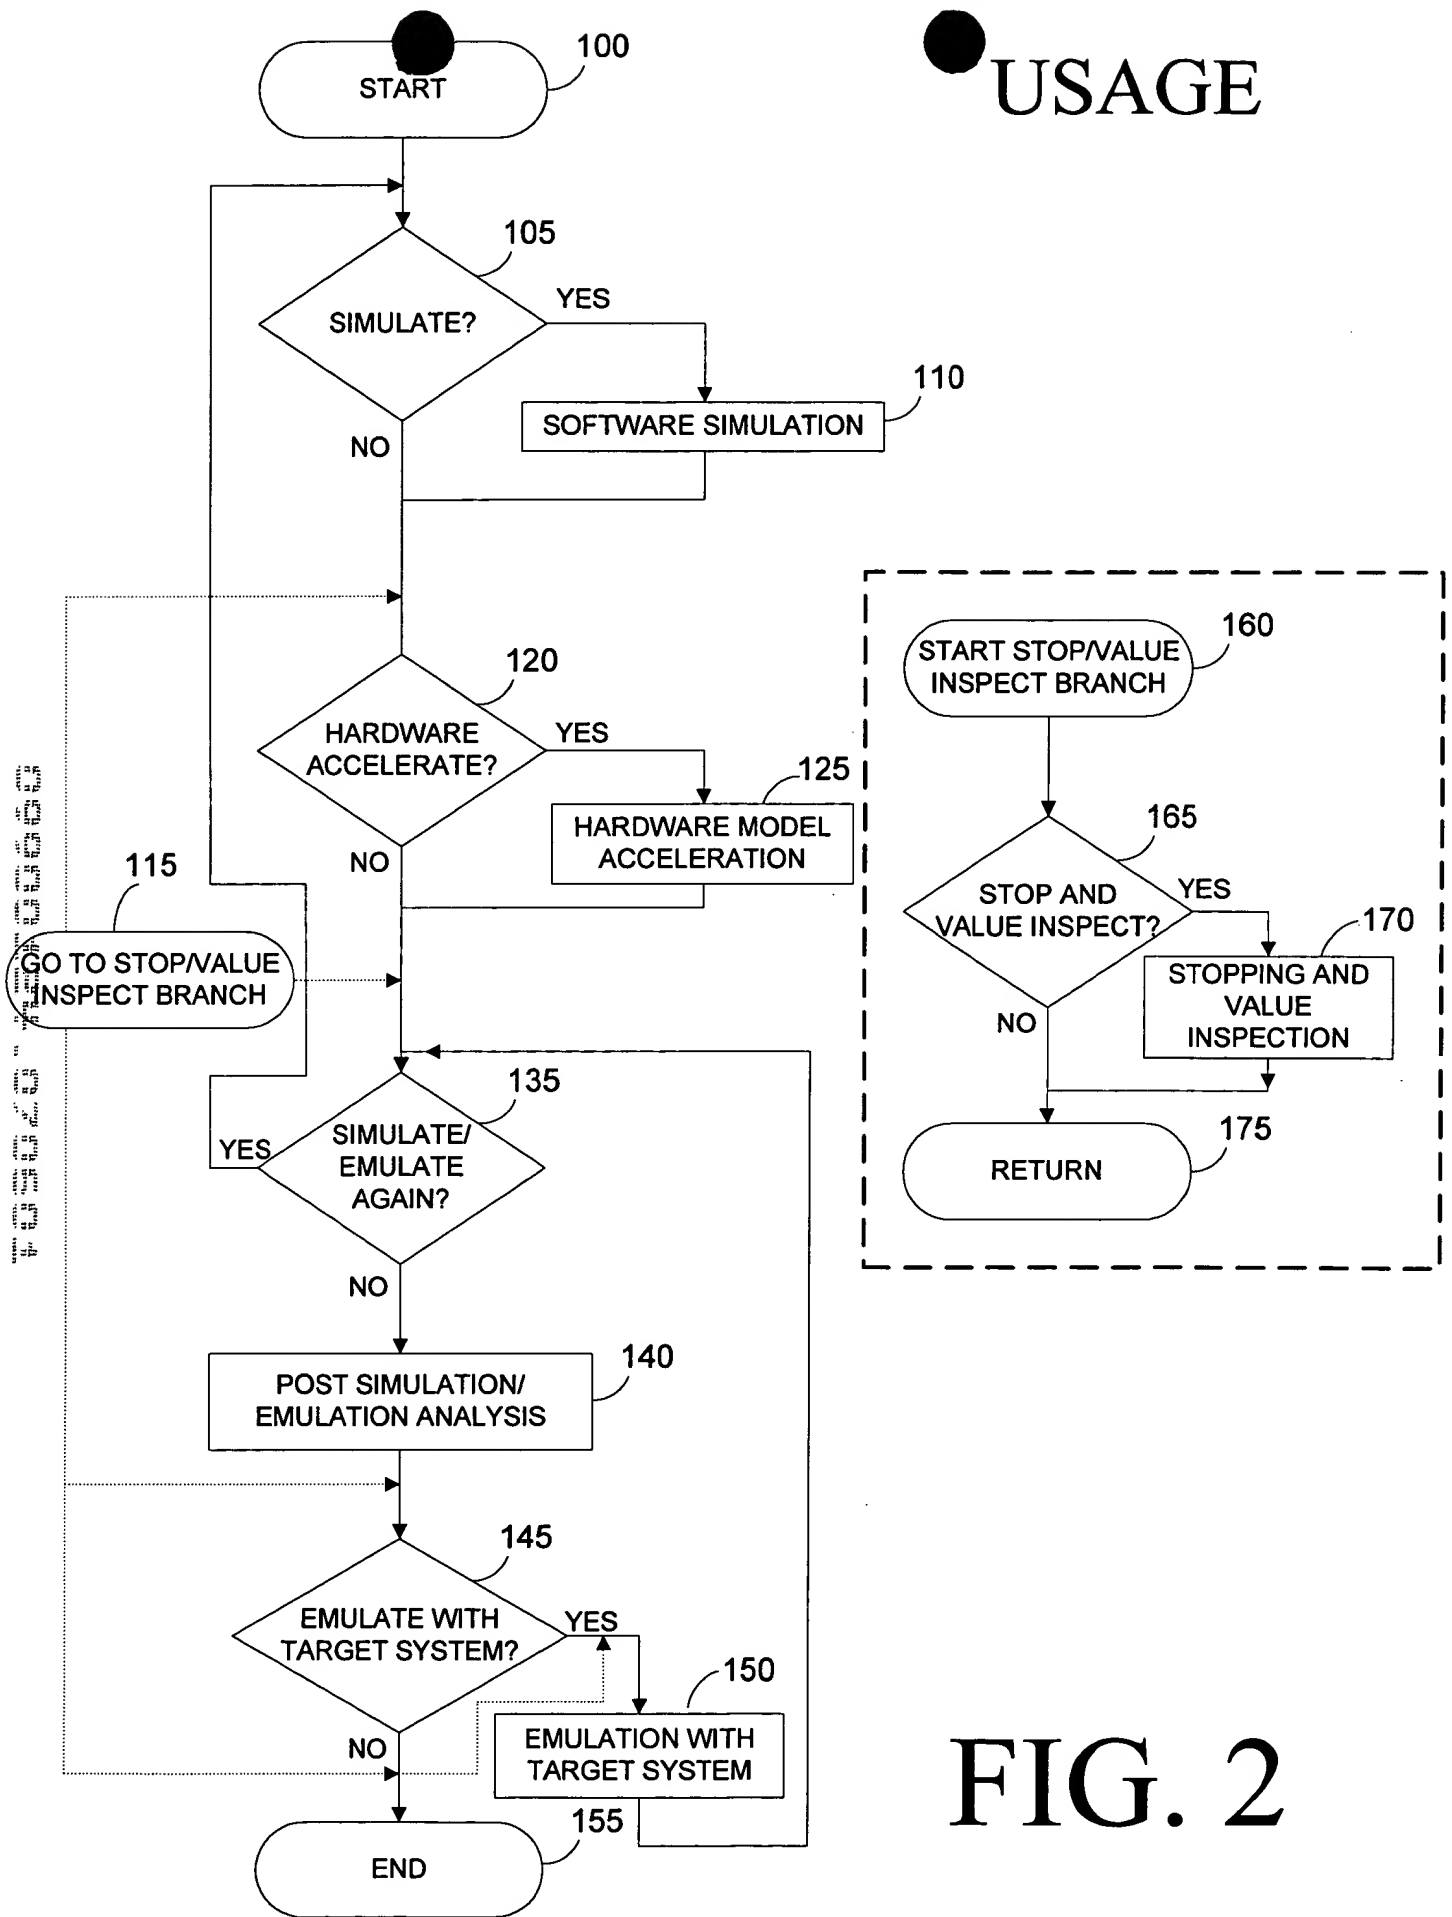 100
START
USAGE
105
SIMULATE?
YES
NO
110
SOFTWARE SIMULATION
120
HARDWARE
ACCELERATE?
YES
NO
125
HARDWARE MODEL
ACCELERATION
115
GO TO STOP/VALUE
INSPECT BRANCH
135
SIMULATE/
EMULATE
AGAIN?
YES
NO
140
POST SIMULATION/
EMULATION ANALYSIS
145
EMULATE WITH
TARGET SYSTEM?
YES
NO
150
EMULATION WITH
TARGET SYSTEM
155
END
160
START STOP/VALUE
INSPECT BRANCH
165
STOP AND
VALUE INSPECT?
YES
NO
170
STOPPING AND
VALUE
INSPECTION
175
RETURN
FIG. 2